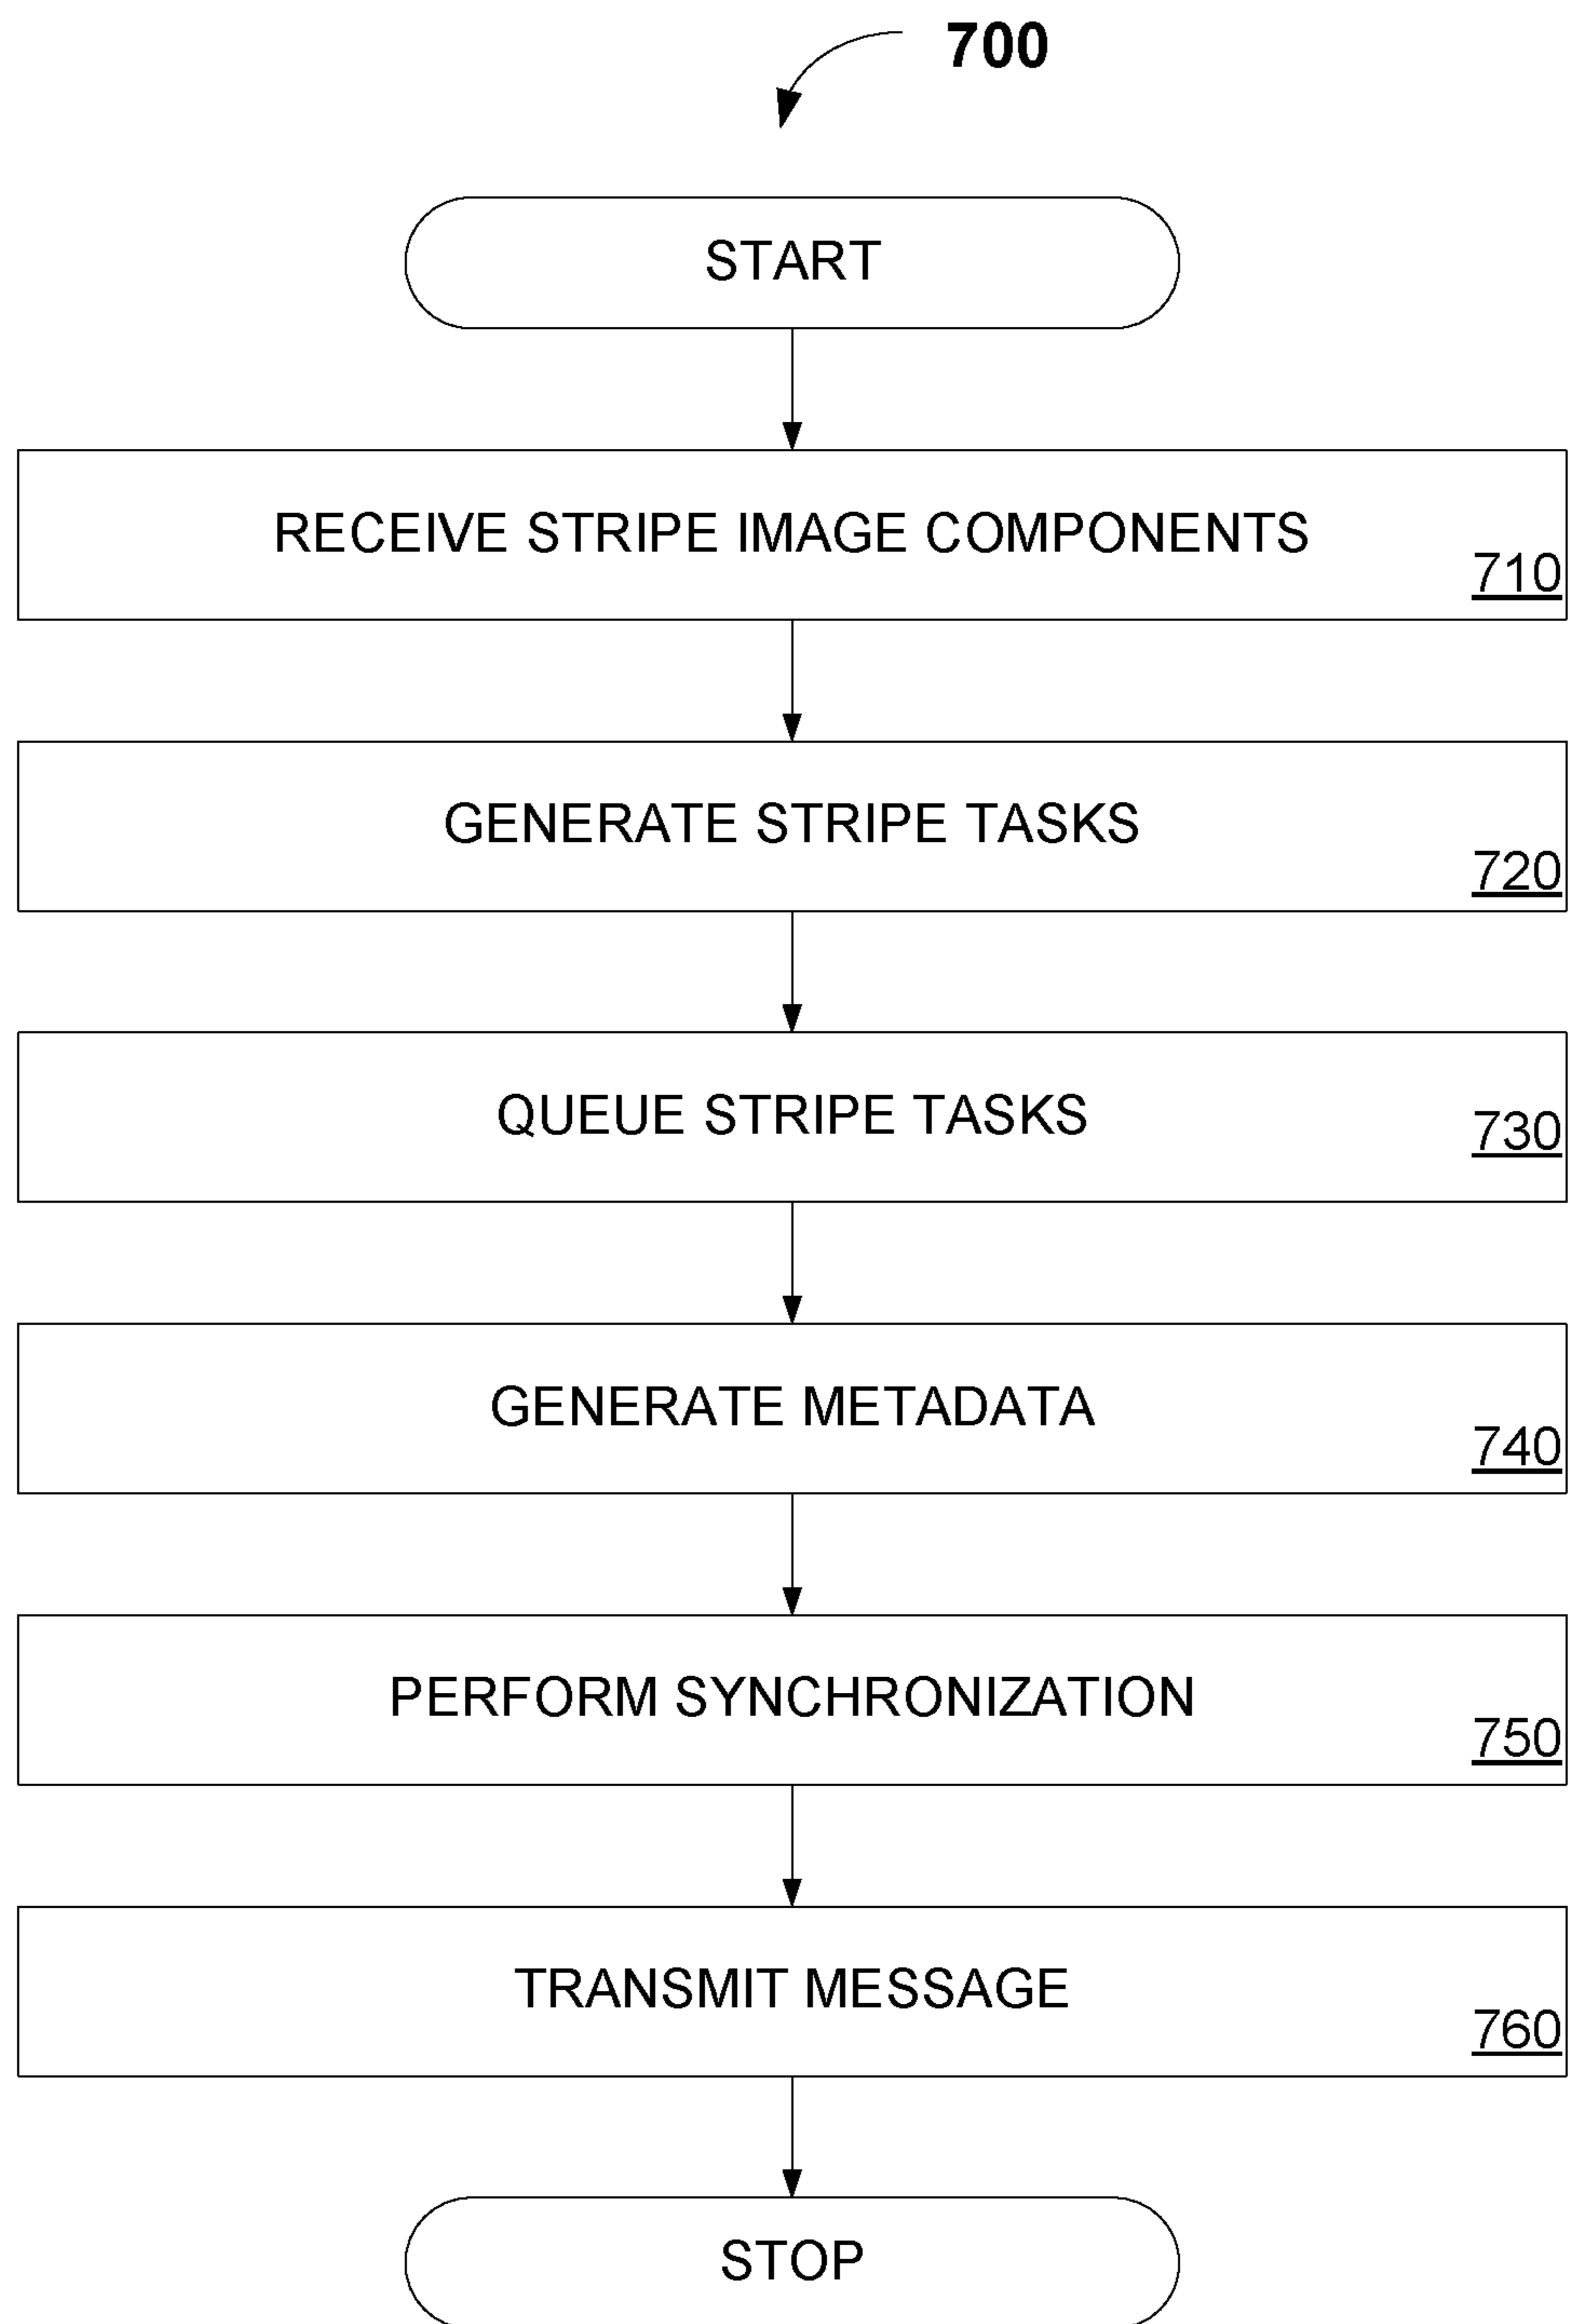 700
START
RECEIVE STRIPE IMAGE COMPONENTS
710
GENERATE STRIPE TASKS
720
QUEUE STRIPE TASKS
730
GENERATE METADATA
740
PERFORM SYNCHRONIZATION
750
TRANSMIT MESSAGE
760
STOP